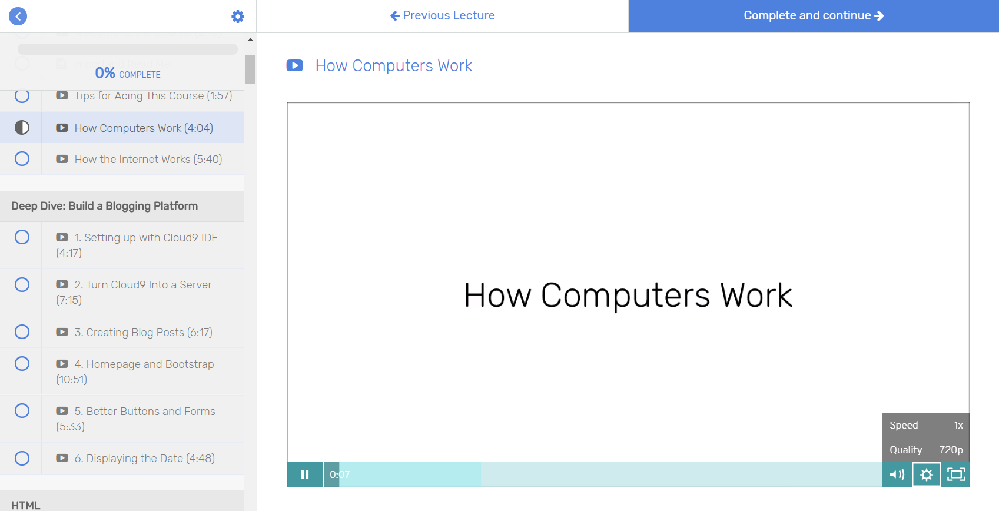 Previous Lecture
Complete and continue
0% COMPLETE
Tips for Acing This Course (1:57)
How Computers Work (4:04)
How the Internet Works (5:40)
Deep Dive: Build a Blogging Platform
1. Setting up with Cloud9 IDE
(4:17)
2. Turn Cloud9 Into a Server
(7:15)
3. Creating Blog Posts (6:17)
4. Homepage and Bootstrap
(10:51)
5. Better Buttons and Forms
(5:33)
6. Displaying the Date (4:48)
HTML
How Computers Work
How Computers Work
Speed 1x
Quality 720p
0:07